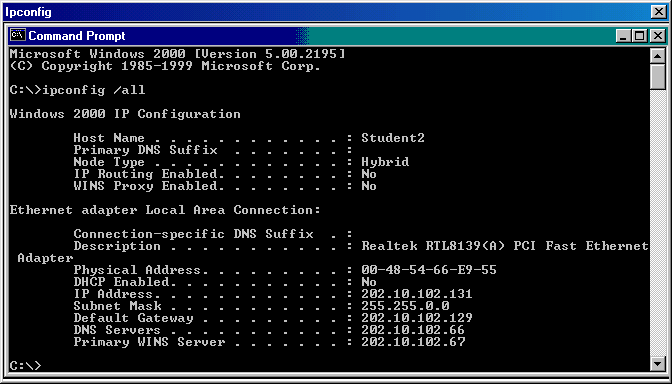 Ipconfig
Command Prompt
Microsoft Windows 2000 [Version 5.00.2195]
(C) Copyright 1985-1999 Microsoft Corp.
C:\>ipconfig /all
Windows 2000 IP Configuration
Host Name . . . . . . . . . . . . : Student2
Primary DNS Suffix  . . . . . . . :
Node Type . . . . . . . . . . . . : Hybrid
IP Routing Enabled. . . . . . . . : No
WINS Proxy Enabled. . . . . . . . : No
Ethernet adapter Local Area Connection:
Connection-specific DNS Suffix  . :
Description . . . . . . . . . . . : Realtek RTL8139(A) PCI Fast Ethernet
Adapter
Physical Address. . . . . . . . . : 00-48-54-66-E9-55
DHCP Enabled. . . . . . . . . . . : No
IP Address. . . . . . . . . . . . : 202.10.102.131
Subnet Mask . . . . . . . . . . . : 255.255.0.0
Default Gateway . . . . . . . . . : 202.10.102.129
DNS Servers . . . . . . . . . . . : 202.10.102.66
Primary WINS Server . . . . . . . : 202.10.102.67
C:\>